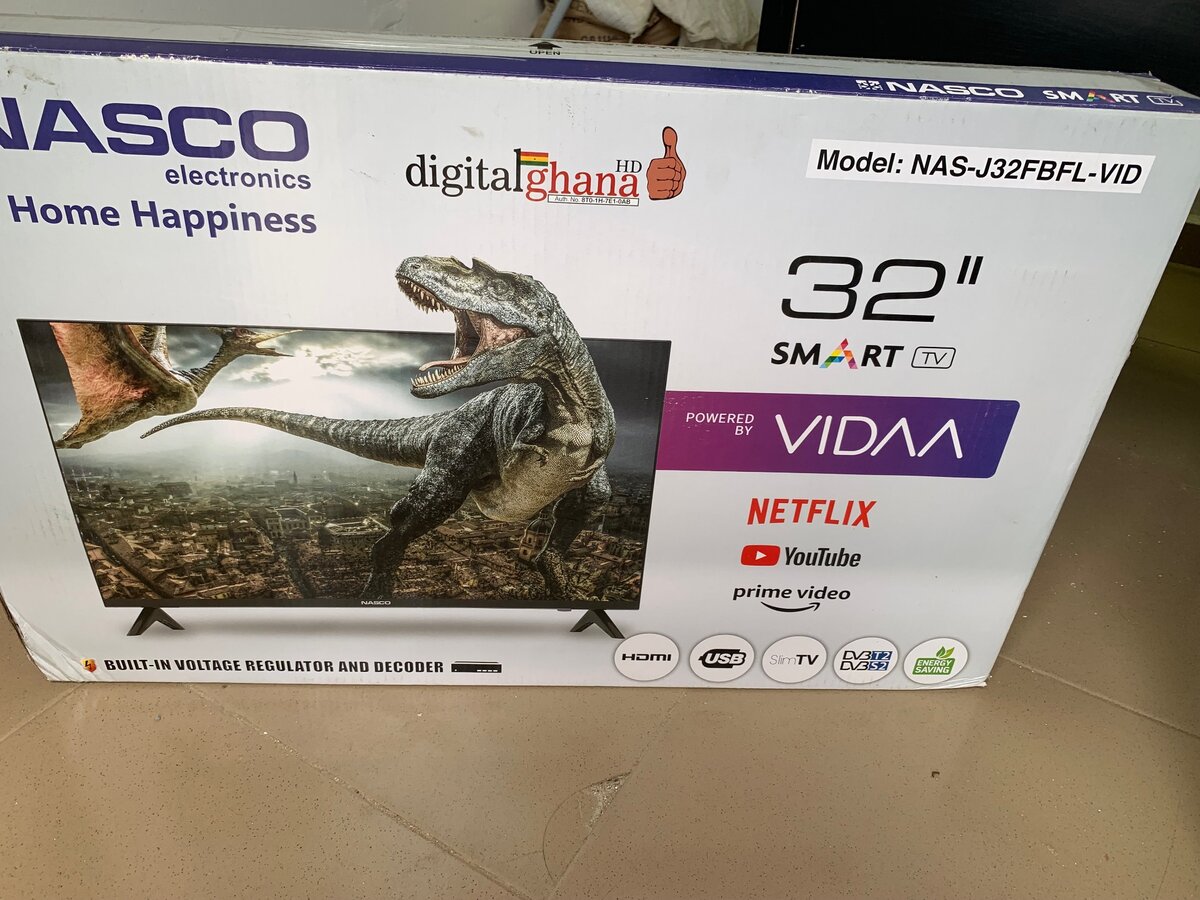 OPEN
NASCO SMART TV
NASCO
electronics
Home Happiness
digitalghana HD
Auth. No. 8T0-1H-7E1-0AB
Model: NAS-J32FBFL-VID
32"
SMART TV
POWERED
BY
VIDAA
NETFLIX
YouTube
prime video
NASCO
BUILT-IN VOLTAGE REGULATOR AND DECODER
HDMI
USB
SlimTV
DVB T2
DVB S2
ENERGY
SAVING